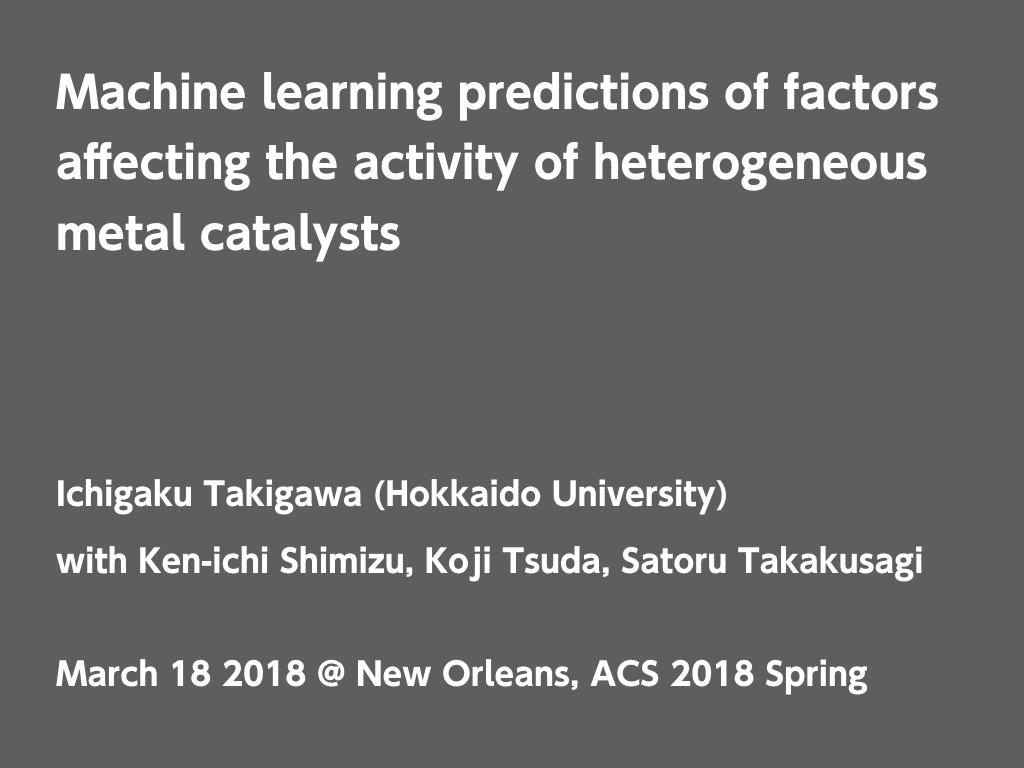 Machine learning predictions of factors
affecting the activity of heterogeneous
metal catalysts
Ichigaku Takigawa (Hokkaido University)
with Ken-ichi Shimizu, Koji Tsuda, Satoru Takakusagi
March 18 2018 @ New Orleans, ACS 2018 Spring